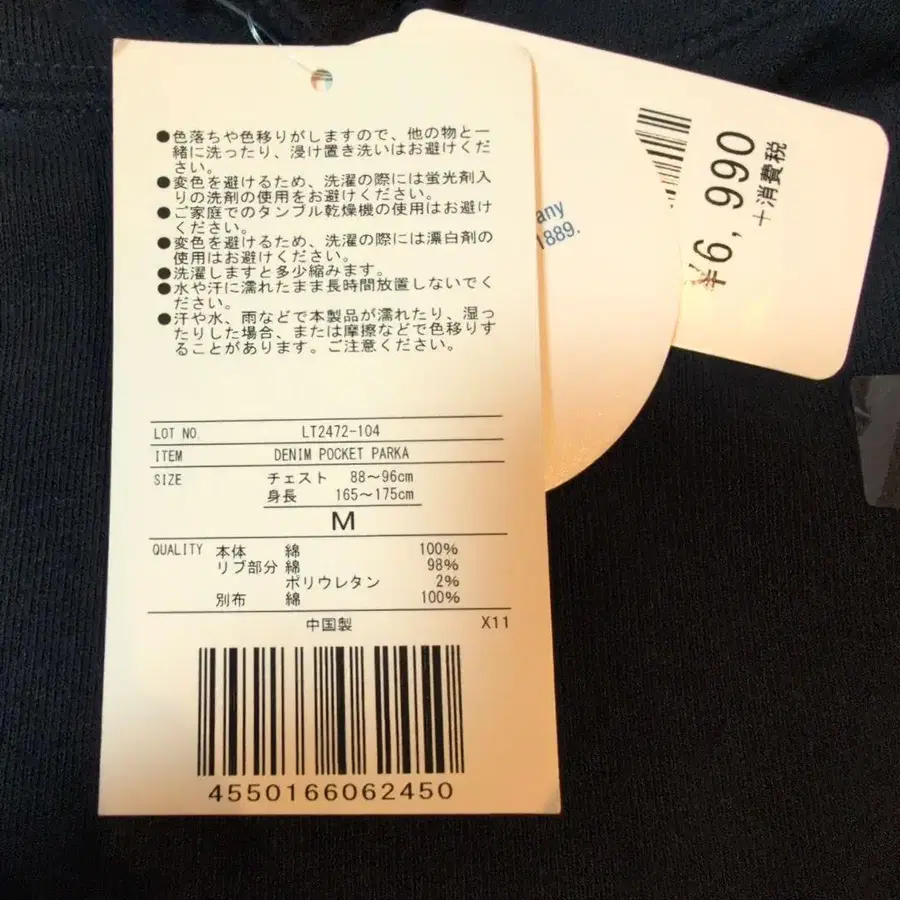 ●色落ちや色移りがしますので、他の物と一
緒に洗ったり、浸け置き洗いはお避けくだ
さい。
●変色を避けるため、洗濯の際には蛍光剤入
りの洗剤の使用をお避けください。
●ご家庭でのタンブル乾燥機の使用はお避け
ください。
●変色を避けるため、洗濯の際には漂白剤の
使用はお避けください。
●洗濯しますと多少縮みます。
●水や汗に濡れたまま長時間放置しないでく
ださい。
●汗や水、雨などで本製品が濡れたり、湿っ
たりした場合、または摩擦などで色移りす
ることがあります。ご注意ください。
LOT NO. LT2472-104
ITEM DENIM POCKET PARKA
SIZE チェスト 88～96cm
身長 165～175cm
M
QUALITY 本体 綿 100%
リブ部分 綿 98%
ポリウレタン 2%
別布 綿 100%
中国製 X11
4550166062450
any
1889.
¥6,990
＋消費税